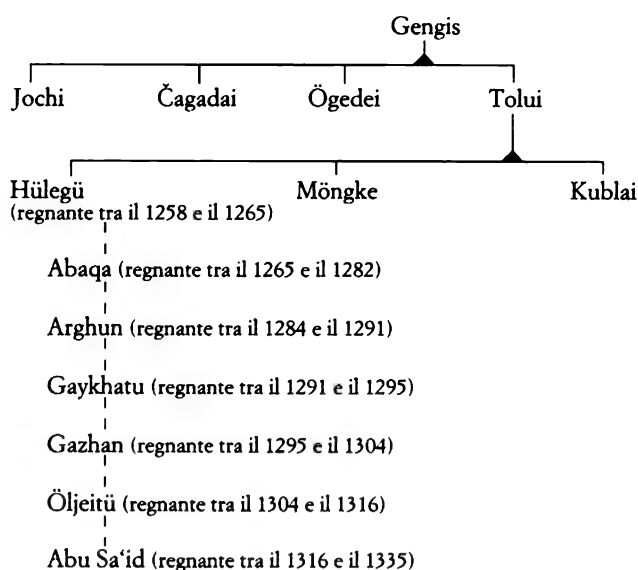 Gengis
Jochi Čagadai Ögedei Tolui
Hülegü Möngke Kublai
(regnante tra il 1258 e il 1265)
Abaqa (regnante tra il 1265 e il 1282)
Arghun (regnante tra il 1284 e il 1291)
Gaykhatu (regnante tra il 1291 e il 1295)
Gazhan (regnante tra il 1295 e il 1304)
Öljeitü (regnante tra il 1304 e il 1316)
Abu Sa‘id (regnante tra il 1316 e il 1335)